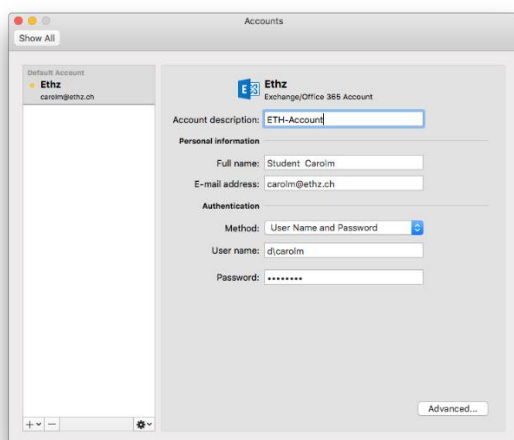 Accounts
Show All
Default Account
Ethz
carolm@ethz.ch
Ethz
Exchange/Office 365 Account
Account description: ETH-Account
Personal information
Full name: Student Carolm
E-mail address: carolm@ethz.ch
Authentication
Method: User Name and Password
User name: d\carolm
Password: ••••••••
Advanced...